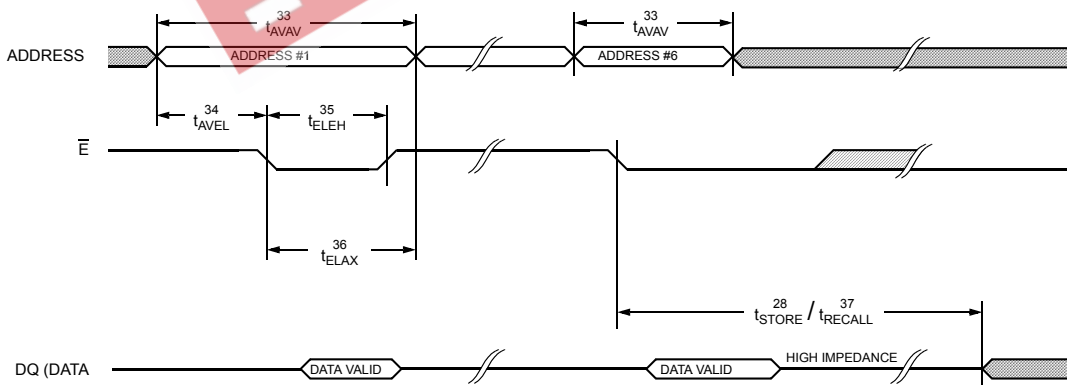 33
tAVAV
33
tAVAV
ADDRESS
ADDRESS #1
ADDRESS #6
34
tAVEL
35
tELEH
E
36
tELAX
28
tSTORE / 37
tRECALL
DQ (DATA
DATA VALID
DATA VALID
HIGH IMPEDANCE